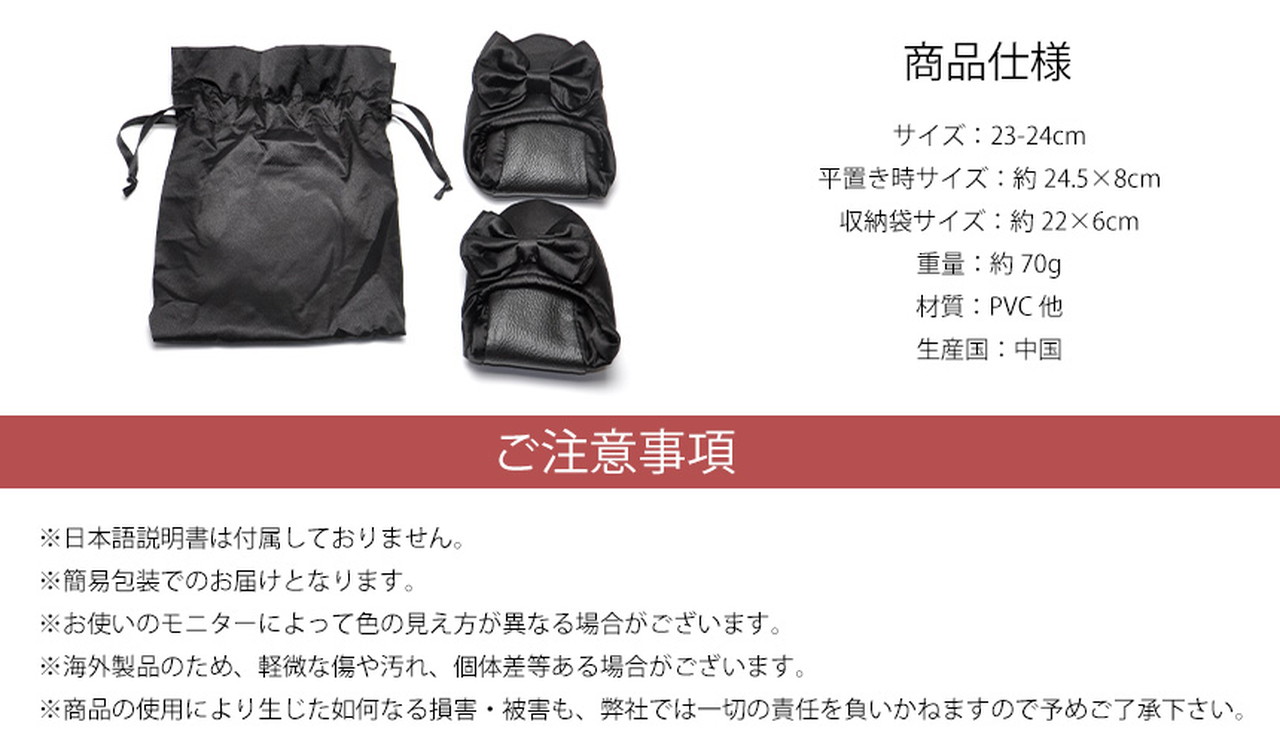 商品仕様
サイズ：23-24cm
平置き時サイズ：約 24.5×8cm
収納袋サイズ：約 22×6cm
重量：約 70g
材質：PVC 他
生産国：中国
ご注意事項
※日本語説明書は付属しておりません。
※簡易包装でのお届けとなります。
※お使いのモニターによって色の見え方が異なる場合がございます。
※海外製品のため、軽微な傷や汚れ、個体差等ある場合がございます。
※商品の使用により生じた如何なる損害・被害も、弊社では一切の責任を負いかねますので予めご了承下さい。